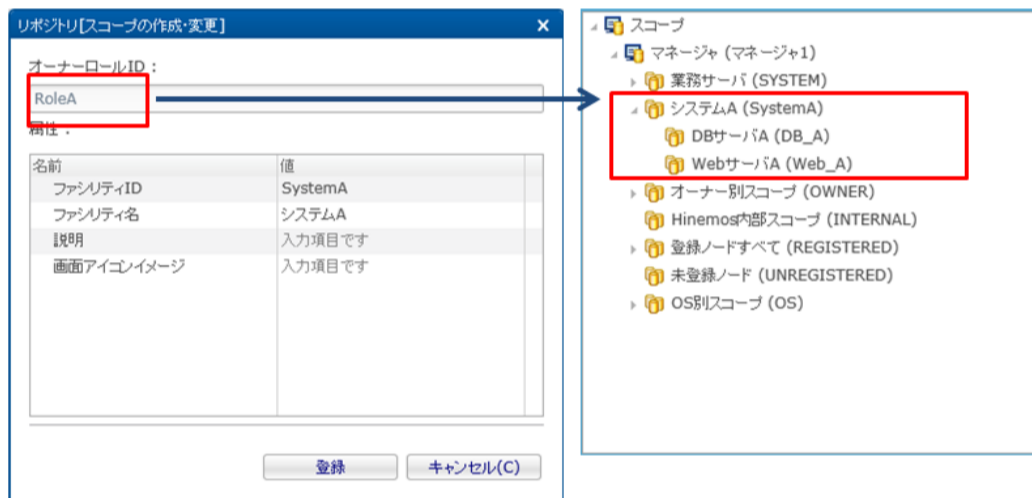 リポジトリ[スコープの作成・変更]
オーナーロールID：
RoleA
属性：
名前 値
ファシリティID SystemA
ファシリティ名 システムA
説明 入力項目です
画面アイコンイメージ 入力項目です
登録 キャンセル(C)
スコープ
マネージャ (マネージャ1)
業務サーバ (SYSTEM)
システムA (SystemA)
DBサーバA (DB_A)
WebサーバA (Web_A)
オーナー別スコープ (OWNER)
Hinemos内部スコープ (INTERNAL)
登録ノードすべて (REGISTERED)
未登録ノード (UNREGISTERED)
OS別スコープ (OS)